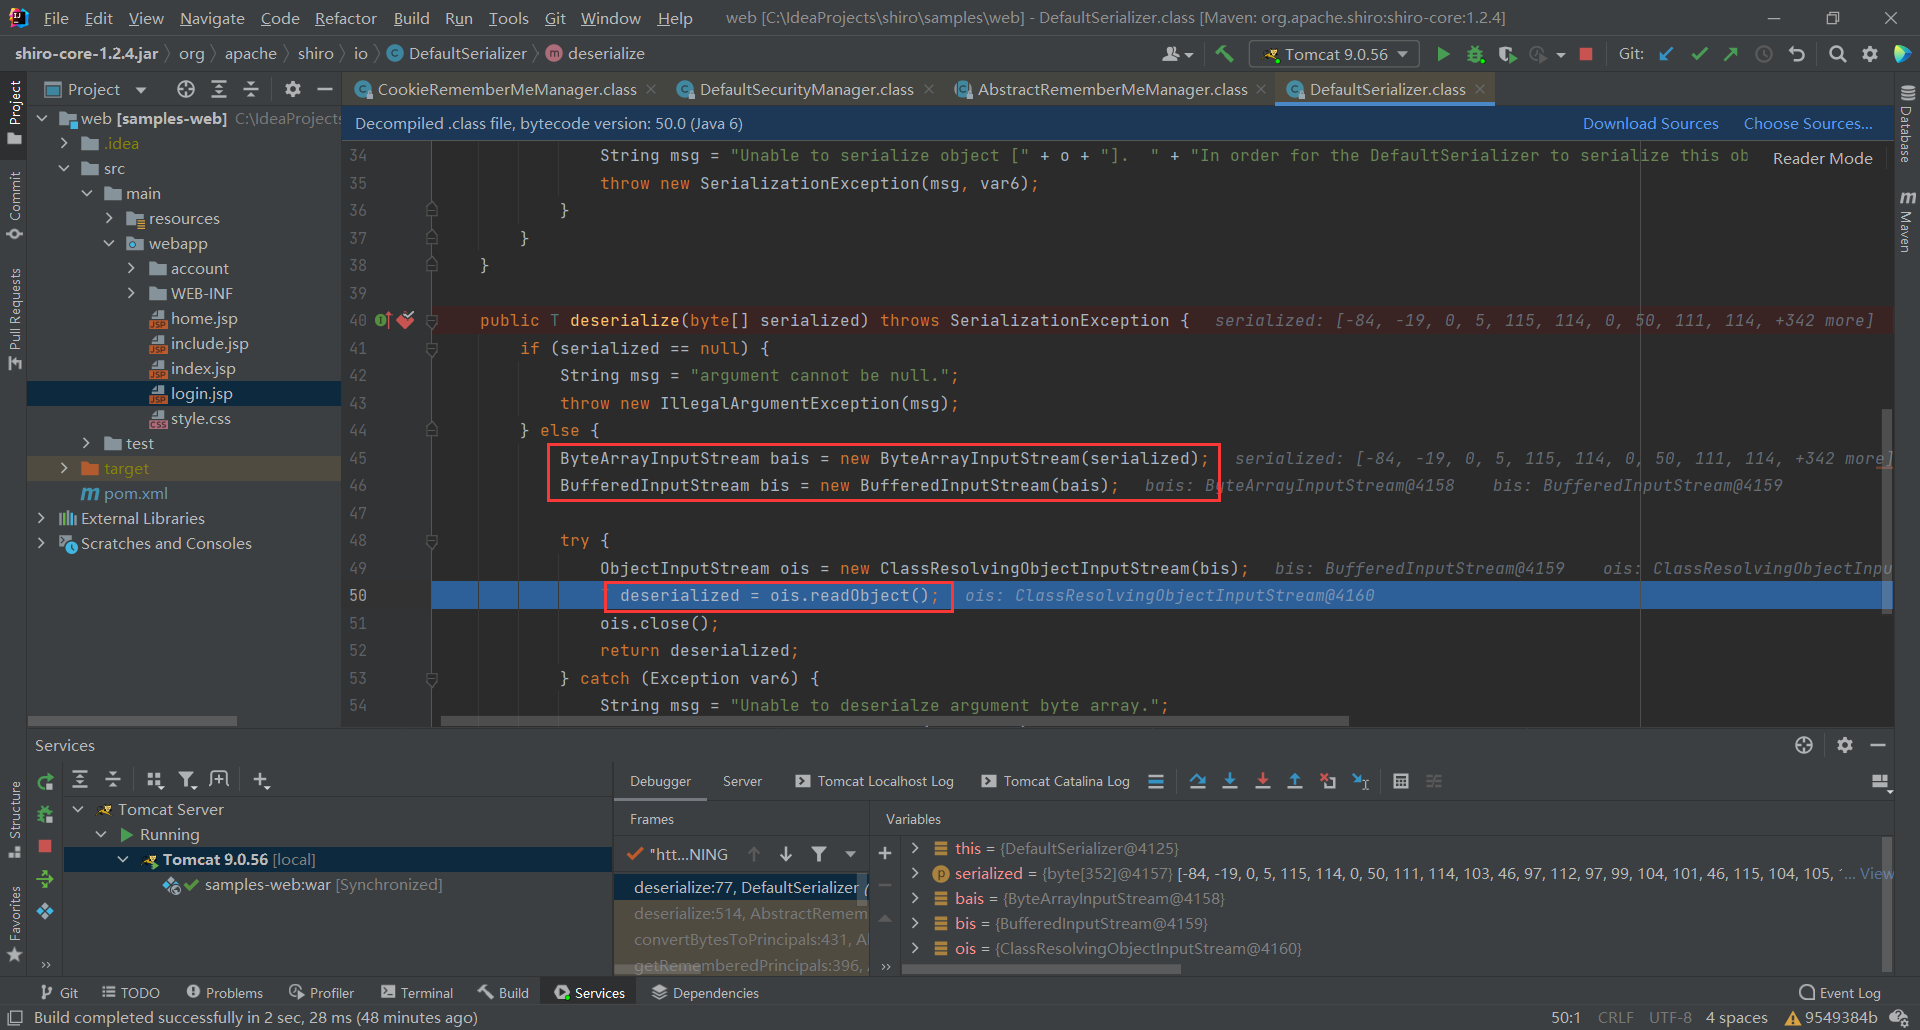 File Edit View Navigate Code Refactor Build Run Tools Git Window Help web [C:\IdeaProjects\shiro\samples\web] - DefaultSerializer.class [Maven: org.apache.shiro:shiro-core:1.2.4]
shiro-core-1.2.4.jar org apache shiro io DefaultSerializer deserialize Tomcat 9.0.56 Git:
Project CookieRememberMeManager.class DefaultSecurityManager.class AbstractRememberMeManager.class DefaultSerializer.class
Decompiled .class file, bytecode version: 50.0 (Java 6) Download Sources Choose Sources...
Reader Mode
web [samples-web] C:\IdeaProjects
.idea
src
main
resources
webapp
account
WEB-INF
home.jsp
include.jsp
index.jsp
login.jsp
style.css
test
target
pom.xml
External Libraries
Scratches and Consoles
34 String msg = "Unable to serialize object [" + o + "].  " + "In order for the DefaultSerializer to serialize this ob
35 throw new SerializationException(msg, var6);
36 }
37 }
38 }
39
40 public T deserialize(byte[] serialized) throws SerializationException { serialized: [-84, -19, 0, 5, 115, 114, 0, 50, 111, 114, +342 more]
41 if (serialized == null) {
42 String msg = "argument cannot be null.";
43 throw new IllegalArgumentException(msg);
44 } else {
45 ByteArrayInputStream bais = new ByteArrayInputStream(serialized); serialized: [-84, -19, 0, 5, 115, 114, 0, 50, 111, 114, +342 more]
46 BufferedInputStream bis = new BufferedInputStream(bais); bais: ByteArrayInputStream@4158 bis: BufferedInputStream@4159
47
48 try {
49 ObjectInputStream ois = new ClassResolvingObjectInputStream(bis); bis: BufferedInputStream@4159 ois: ClassResolvingObjectInpu
50 deserialized = ois.readObject(); ois: ClassResolvingObjectInputStream@4160
51 ois.close();
52 return deserialized;
53 } catch (Exception var6) {
54 String msg = "Unable to deserialze argument byte array.";
Project
Commit
Pull Requests
Structure
Favorites
Database
Maven
Services
Tomcat Server
Running
Tomcat 9.0.56 [local]
samples-web:war [Synchronized]
Debugger Server Tomcat Localhost Log Tomcat Catalina Log
Frames Variables
"htt...NING
deserialize:77, DefaultSerializer (
deserialize:514, AbstractRemem
convertBytesToPrincipals:431, A
getRememberedPrincipals:396,
this = {DefaultSerializer@4125}
serialized = {byte[352]@4157} [-84, -19, 0, 5, 115, 114, 0, 50, 111, 114, 103, 46, 97, 112, 97, 99, 104, 101, 46, 115, 104, 105, ... View
bais = {ByteArrayInputStream@4158}
bis = {BufferedInputStream@4159}
ois = {ClassResolvingObjectInputStream@4160}
Git TODO Problems Profiler Terminal Build Services Dependencies Event Log
Build completed successfully in 2 sec, 28 ms (48 minutes ago) 50:1 CRLF UTF-8 4 spaces 9549384b